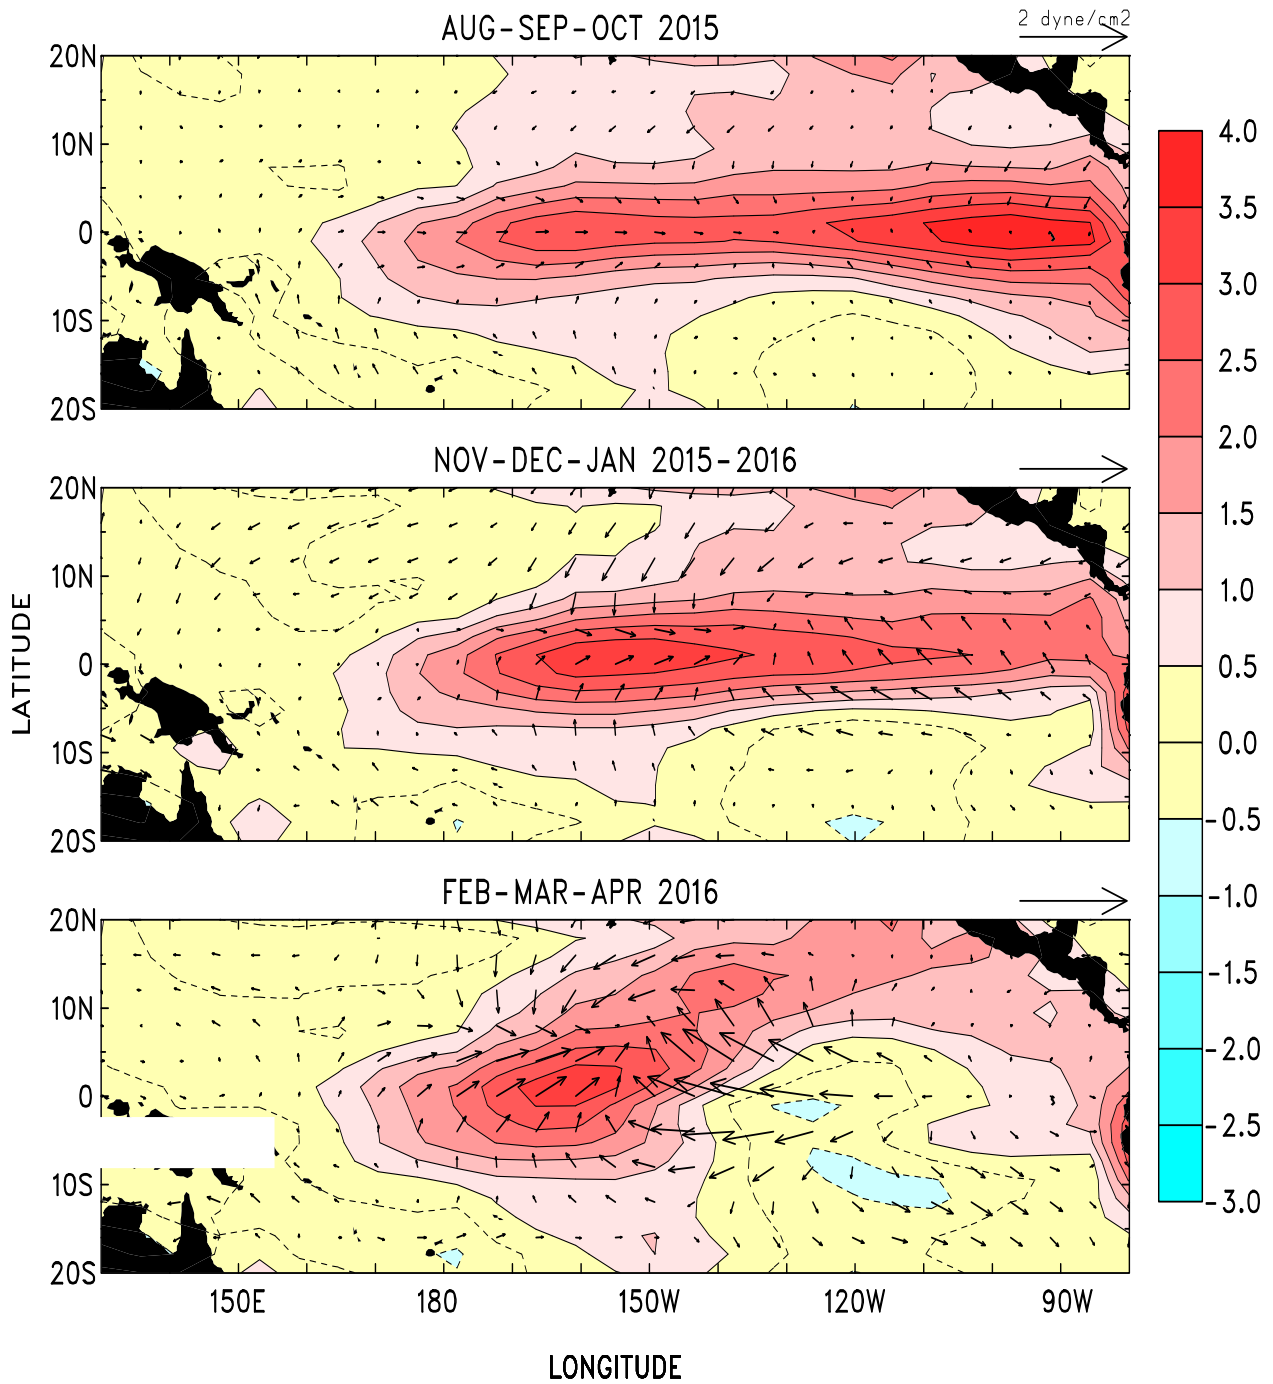 AUG-SEP-OCT 2015
2 dyne/cm2
20N
10N
0
10S
20S
NOV-DEC-JAN 2015-2016
20N
10N
0
10S
20S
LATITUDE
FEB-MAR-APR 2016
20N
10N
0
10S
20S
150E
180
150W
120W
90W
LONGITUDE
4.0
3.5
3.0
2.5
2.0
1.5
1.0
0.5
0.0
-0.5
-1.0
-1.5
-2.0
-2.5
-3.0